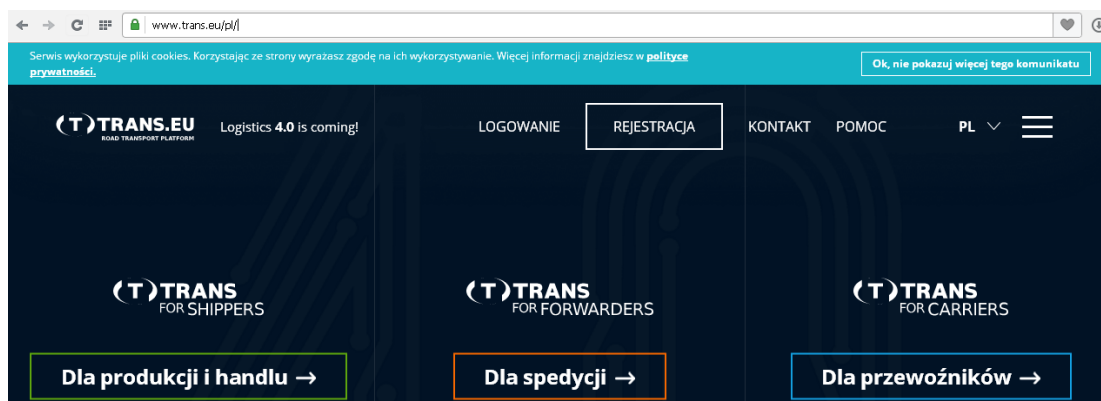 www.trans.eu/pl/
Serwis wykorzystuje pliki cookies. Korzystając ze strony wyrażasz zgodę na ich wykorzystywanie. Więcej informacji znajdziesz w polityce
prywatności.
Ok, nie pokazuj więcej tego komunikatu
(T) TRANS.EU
ROAD TRANSPORT PLATFORM
Logistics 4.0 is coming!
LOGOWANIE
REJESTRACJA
KONTAKT
POMOC
PL
(T) TRANS
FOR SHIPPERS
(T) TRANS
FOR FORWARDERS
(T) TRANS
FOR CARRIERS
Dla produkcji i handlu →
Dla spedycji →
Dla przewoźników →